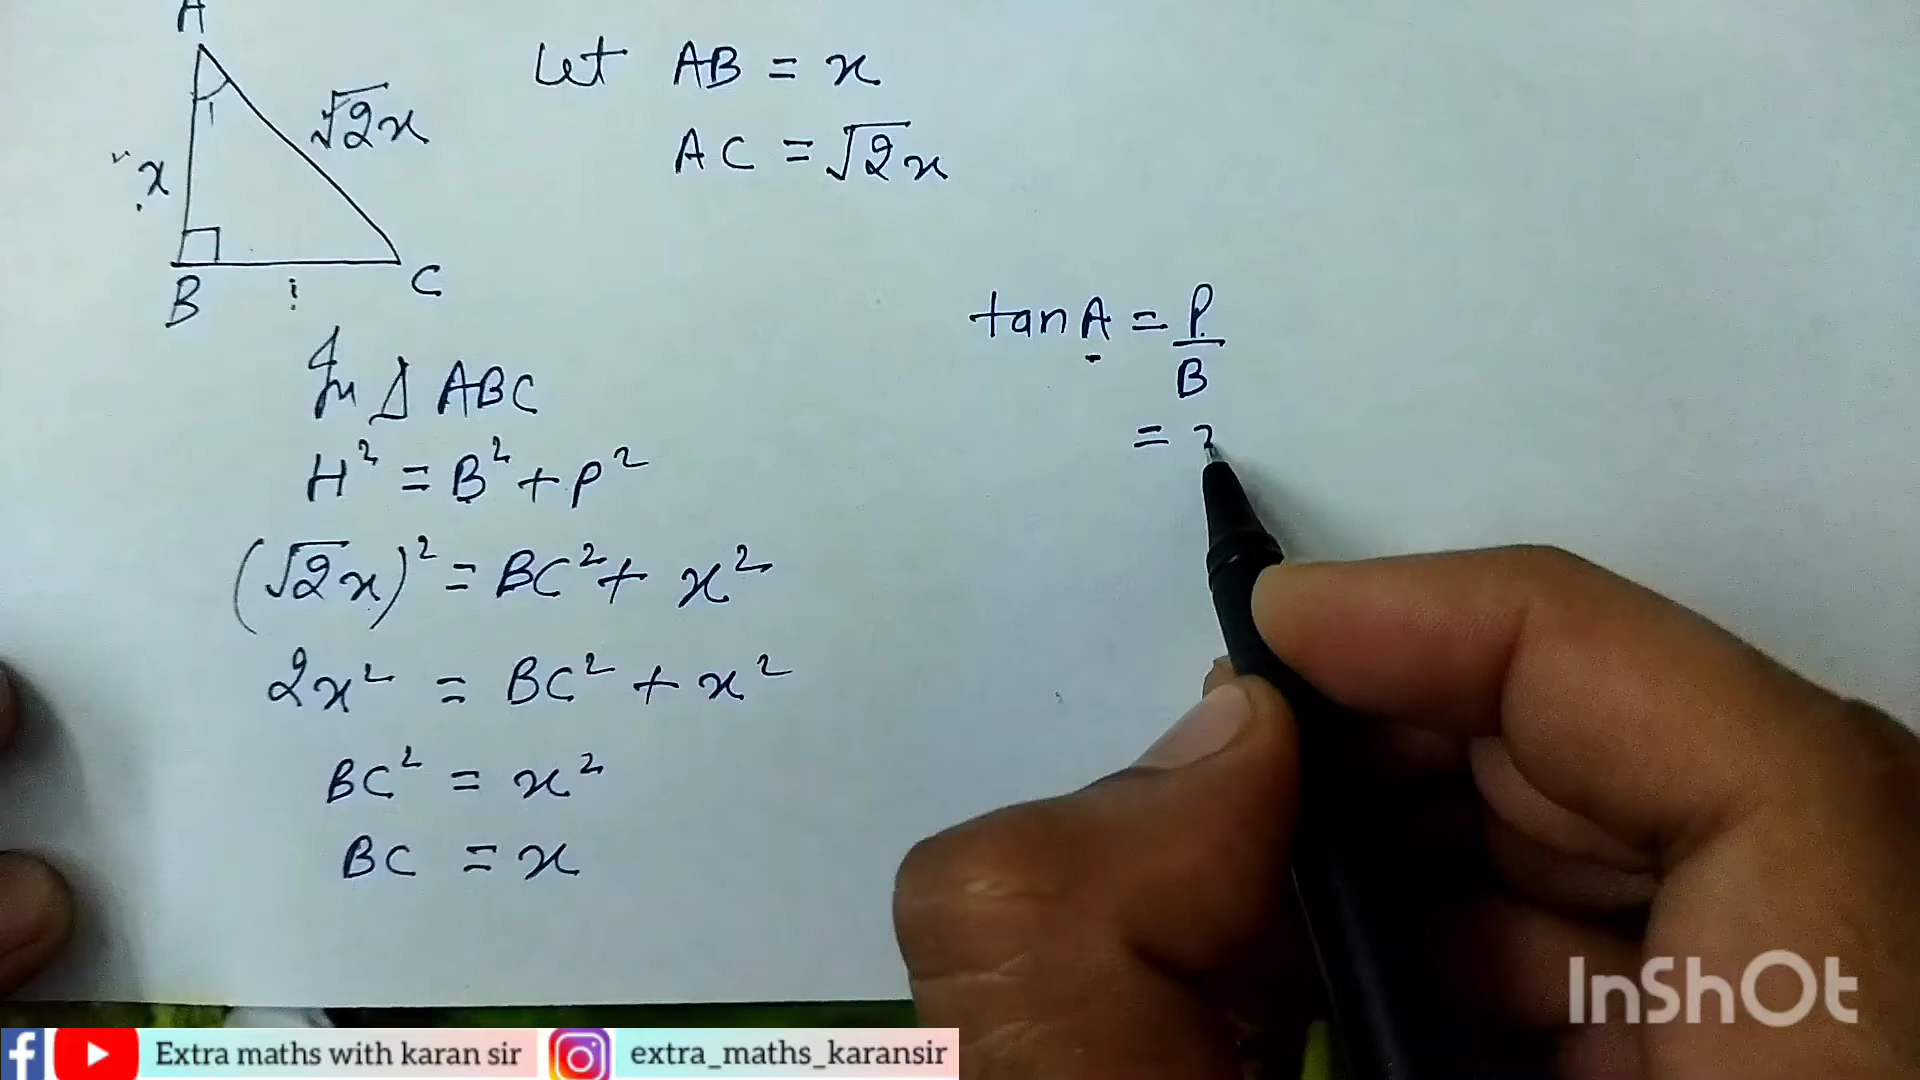 A
Let AB = x
√2x
AC = √2x
x
B
C
tan A = P/B
=
In Δ ABC
H² = B² + P²
(√2x)² = BC² + x²
2x² = BC² + x²
BC² = x²
BC = x
InShOt
Extra maths with karan sir
extra_maths_karansir